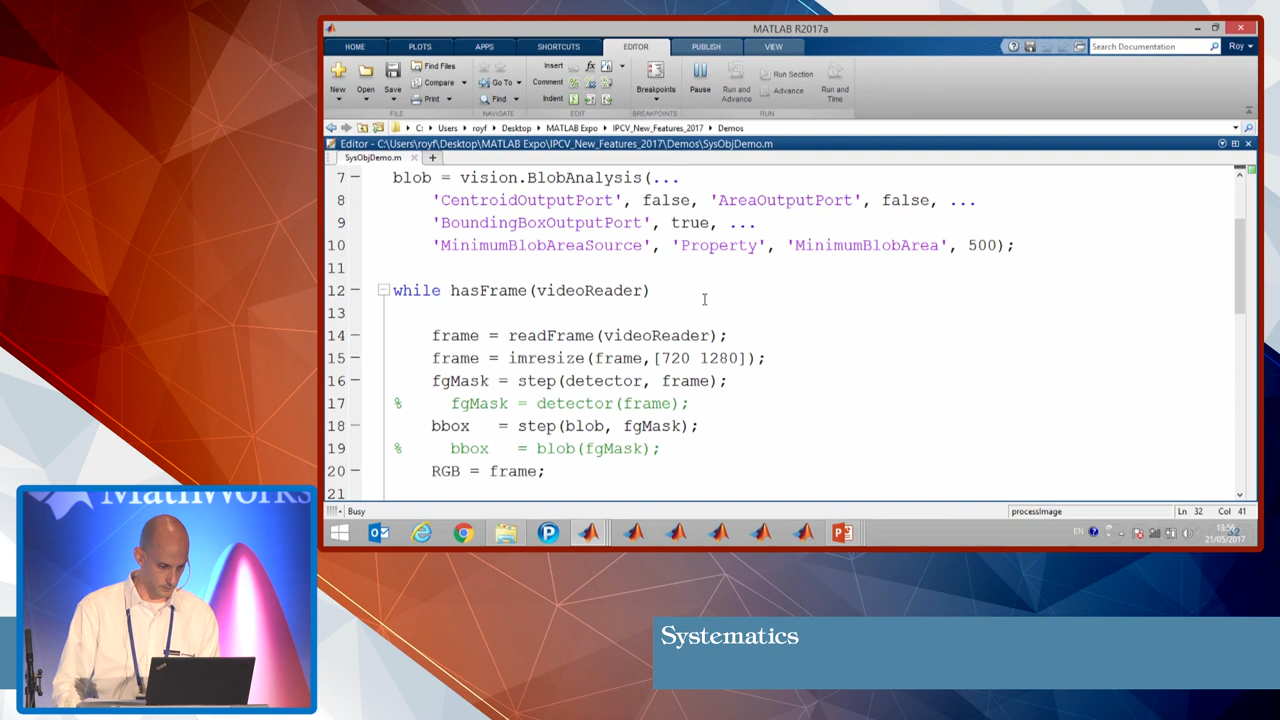 MATLAB R2017a
HOME PLOTS APPS SHORTCUTS EDITOR PUBLISH VIEW Search Documentation Roy
Find Files Insert fx Run Section
Compare Go To Comment Advance
New Open Save Print Find Indent Breakpoints Pause Run and Advance Run and Time
FILE NAVIGATE EDIT BREAKPOINTS RUN
C: Users royf Desktop MATLAB Expo IPCV_New_Features_2017 Demos
Editor - C:\Users\royf\Desktop\MATLAB Expo\IPCV_New_Features_2017\Demos\SysObjDemo.m
SysObjDemo.m
7 blob = vision.BlobAnalysis(...
8 'CentroidOutputPort', false, 'AreaOutputPort', false, ...
9 'BoundingBoxOutputPort', true, ...
10 'MinimumBlobAreaSource', 'Property', 'MinimumBlobArea', 500);
11
12 while hasFrame(videoReader)
13
14 frame = readFrame(videoReader);
15 frame = imresize(frame,[720 1280]);
16 fgMask = step(detector, frame);
17 % fgMask = detector(frame);
18 bbox = step(blob, fgMask);
19 % bbox = blob(fgMask);
20 RGB = frame;
21
Busy processImage Ln 32 Col 41
EN 13:56
21/05/2017
MathWorks
Systematics